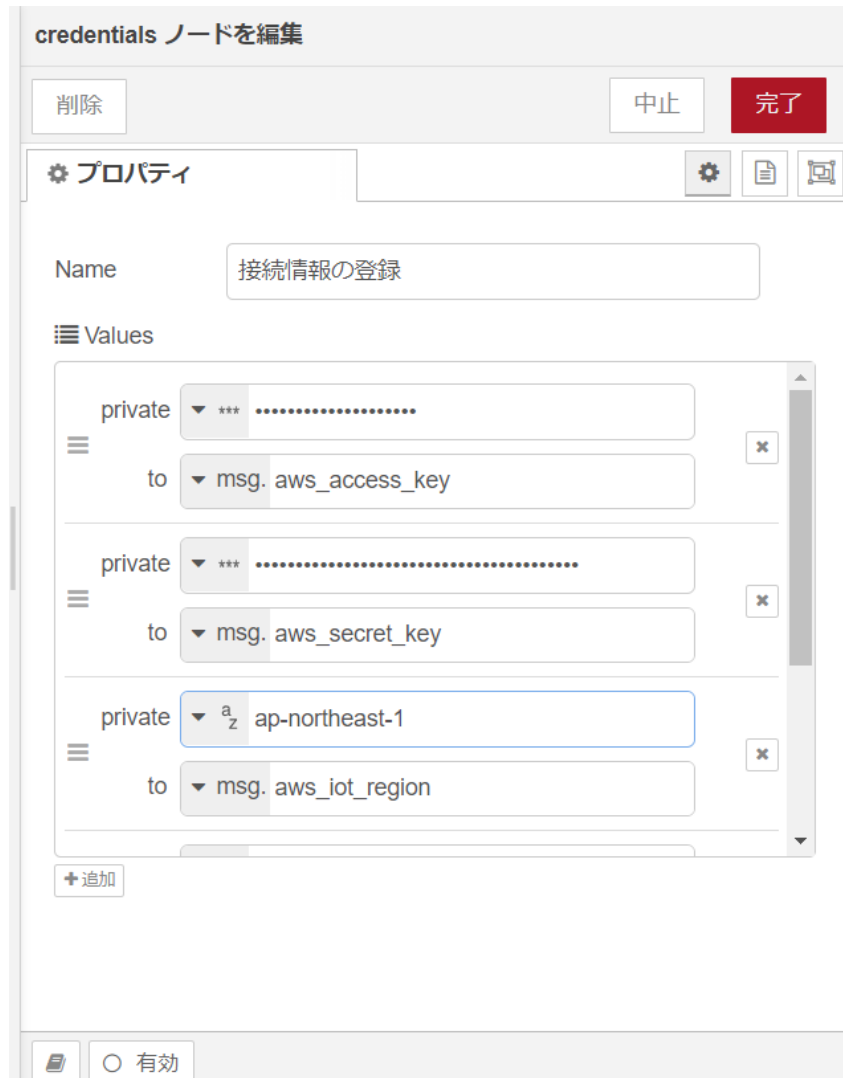 credentials ノードを編集
削除 中止 完了
プロパティ
Name 接続情報の登録
Values
private *** ••••••••••••••••••••
to msg. aws_access_key
private *** ••••••••••••••••••••••••••••••••••••••••
to msg. aws_secret_key
private az ap-northeast-1
to msg. aws_iot_region
追加
有効